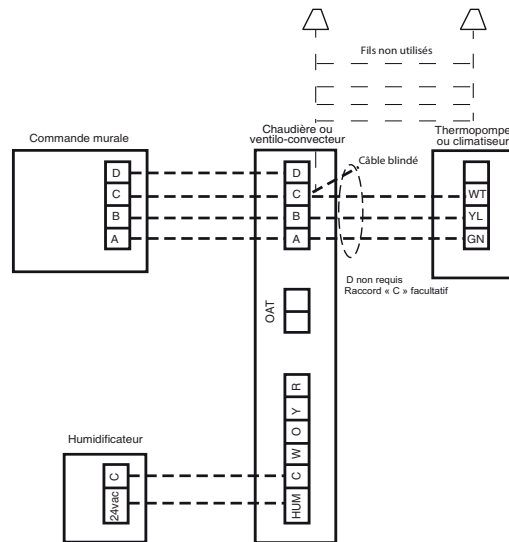 Fils non utilisés
Commande murale
Chaudière ou
ventilo-convecteur
Thermopompe
ou climatiseur
Câble blindé
D
C
B
A
D
C
B
A
WT
YL
GN
D non requis
Raccord « C » facultatif
OAT
R
Y
O
W
C
HUM
Humidificateur
C
24vac